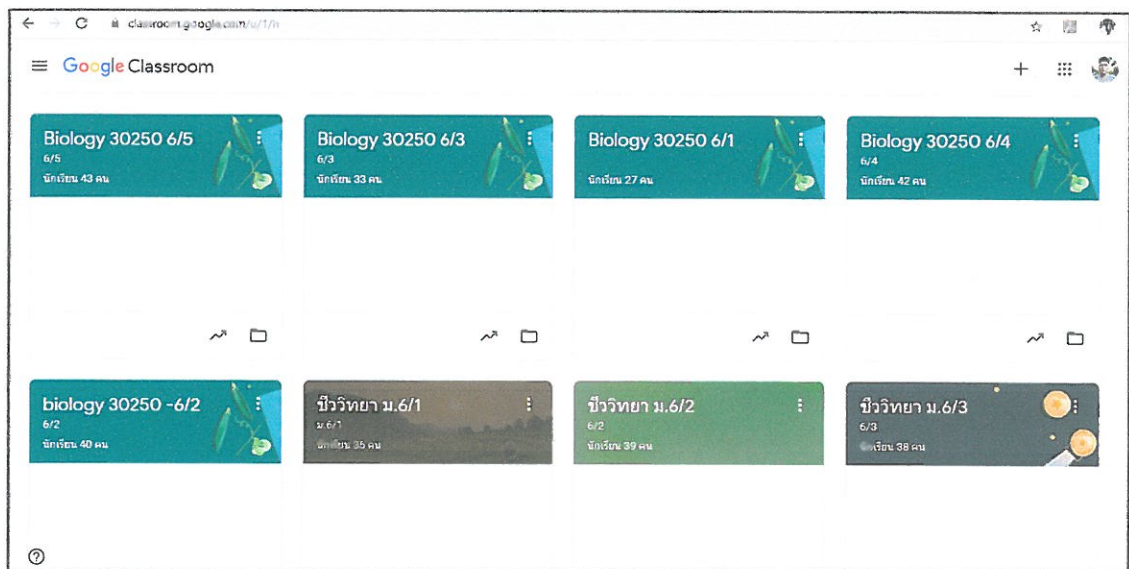 classroom.google.com/u/1/h
Google Classroom
Biology 30250 6/5
6/5
นักเรียน 43 คน
Biology 30250 6/3
6/3
นักเรียน 33 คน
Biology 30250 6/1
นักเรียน 27 คน
Biology 30250 6/4
6/4
นักเรียน 42 คน
biology 30250 -6/2
6/2
นักเรียน 40 คน
ชีววิทยา ม.6/1
ม.6/1
นักเรียน 35 คน
ชีววิทยา ม.6/2
6/2
นักเรียน 39 คน
ชีววิทยา ม.6/3
6/3
นักเรียน 38 คน